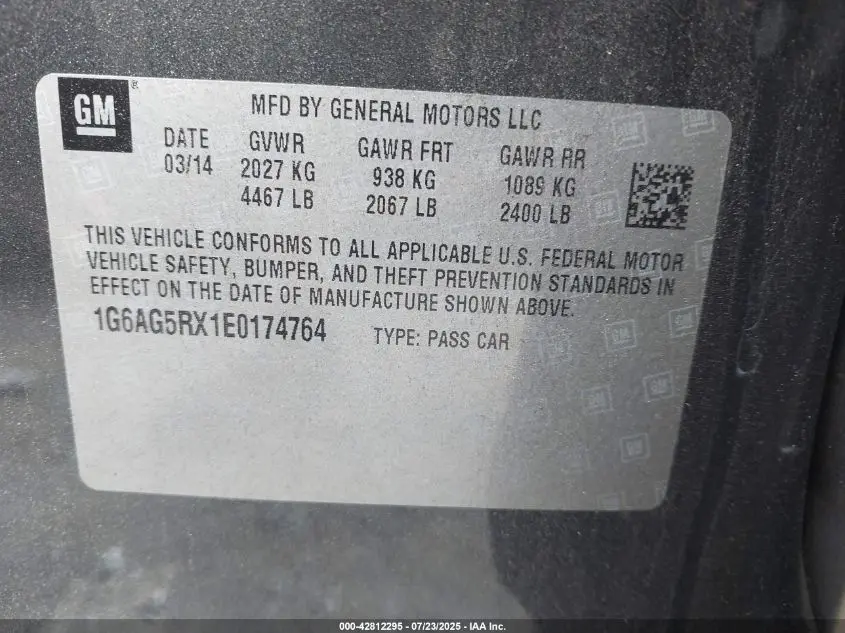 GM ®
MFD BY GENERAL MOTORS LLC
DATE GVWR GAWR FRT GAWR RR
03/14 2027 KG 938 KG 1089 KG
4467 LB 2067 LB 2400 LB
THIS VEHICLE CONFORMS TO ALL APPLICABLE U.S. FEDERAL MOTOR
VEHICLE SAFETY, BUMPER, AND THEFT PREVENTION STANDARDS IN
EFFECT ON THE DATE OF MANUFACTURE SHOWN ABOVE.
1G6AG5RX1E0174764 TYPE: PASS CAR
000-42812295 - 07/23/2025 - IAA Inc.